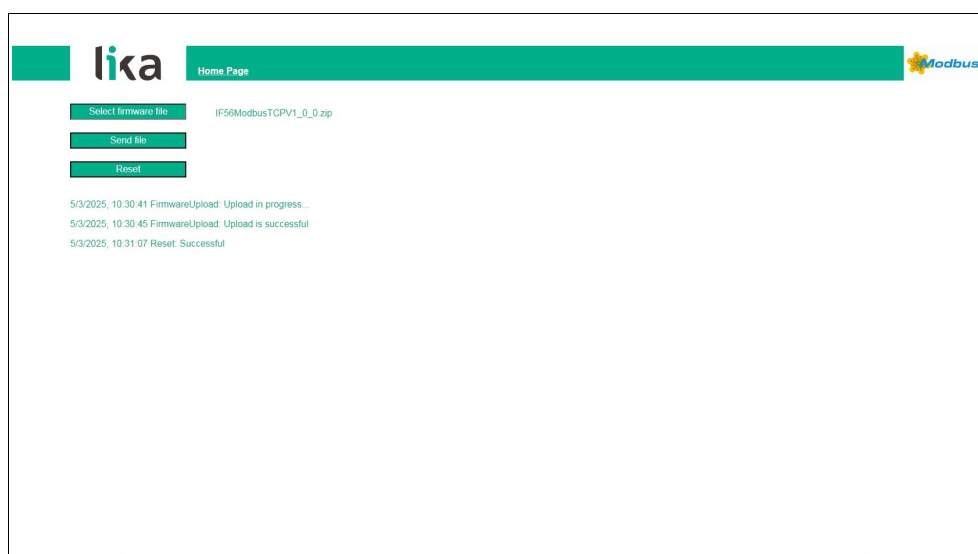 lika
Home Page
Modbus
Select firmware file
IF56ModbusTCPV1_0_0.zip
Send file
Reset
5/3/2025, 10:30:41 FirmwareUpload: Upload in progress...
5/3/2025, 10:30:45 FirmwareUpload: Upload is successful
5/3/2025, 10:31:07 Reset: Successful